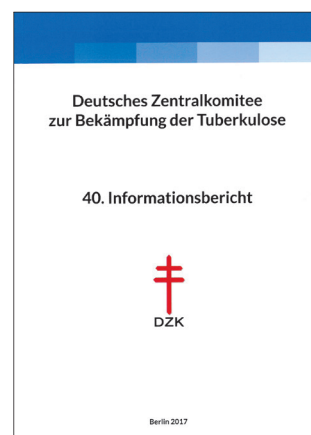 Deutsches Zentralkomitee
zur Bekämpfung der Tuberkulose
40. Informationsbericht
DZK
Berlin 2017